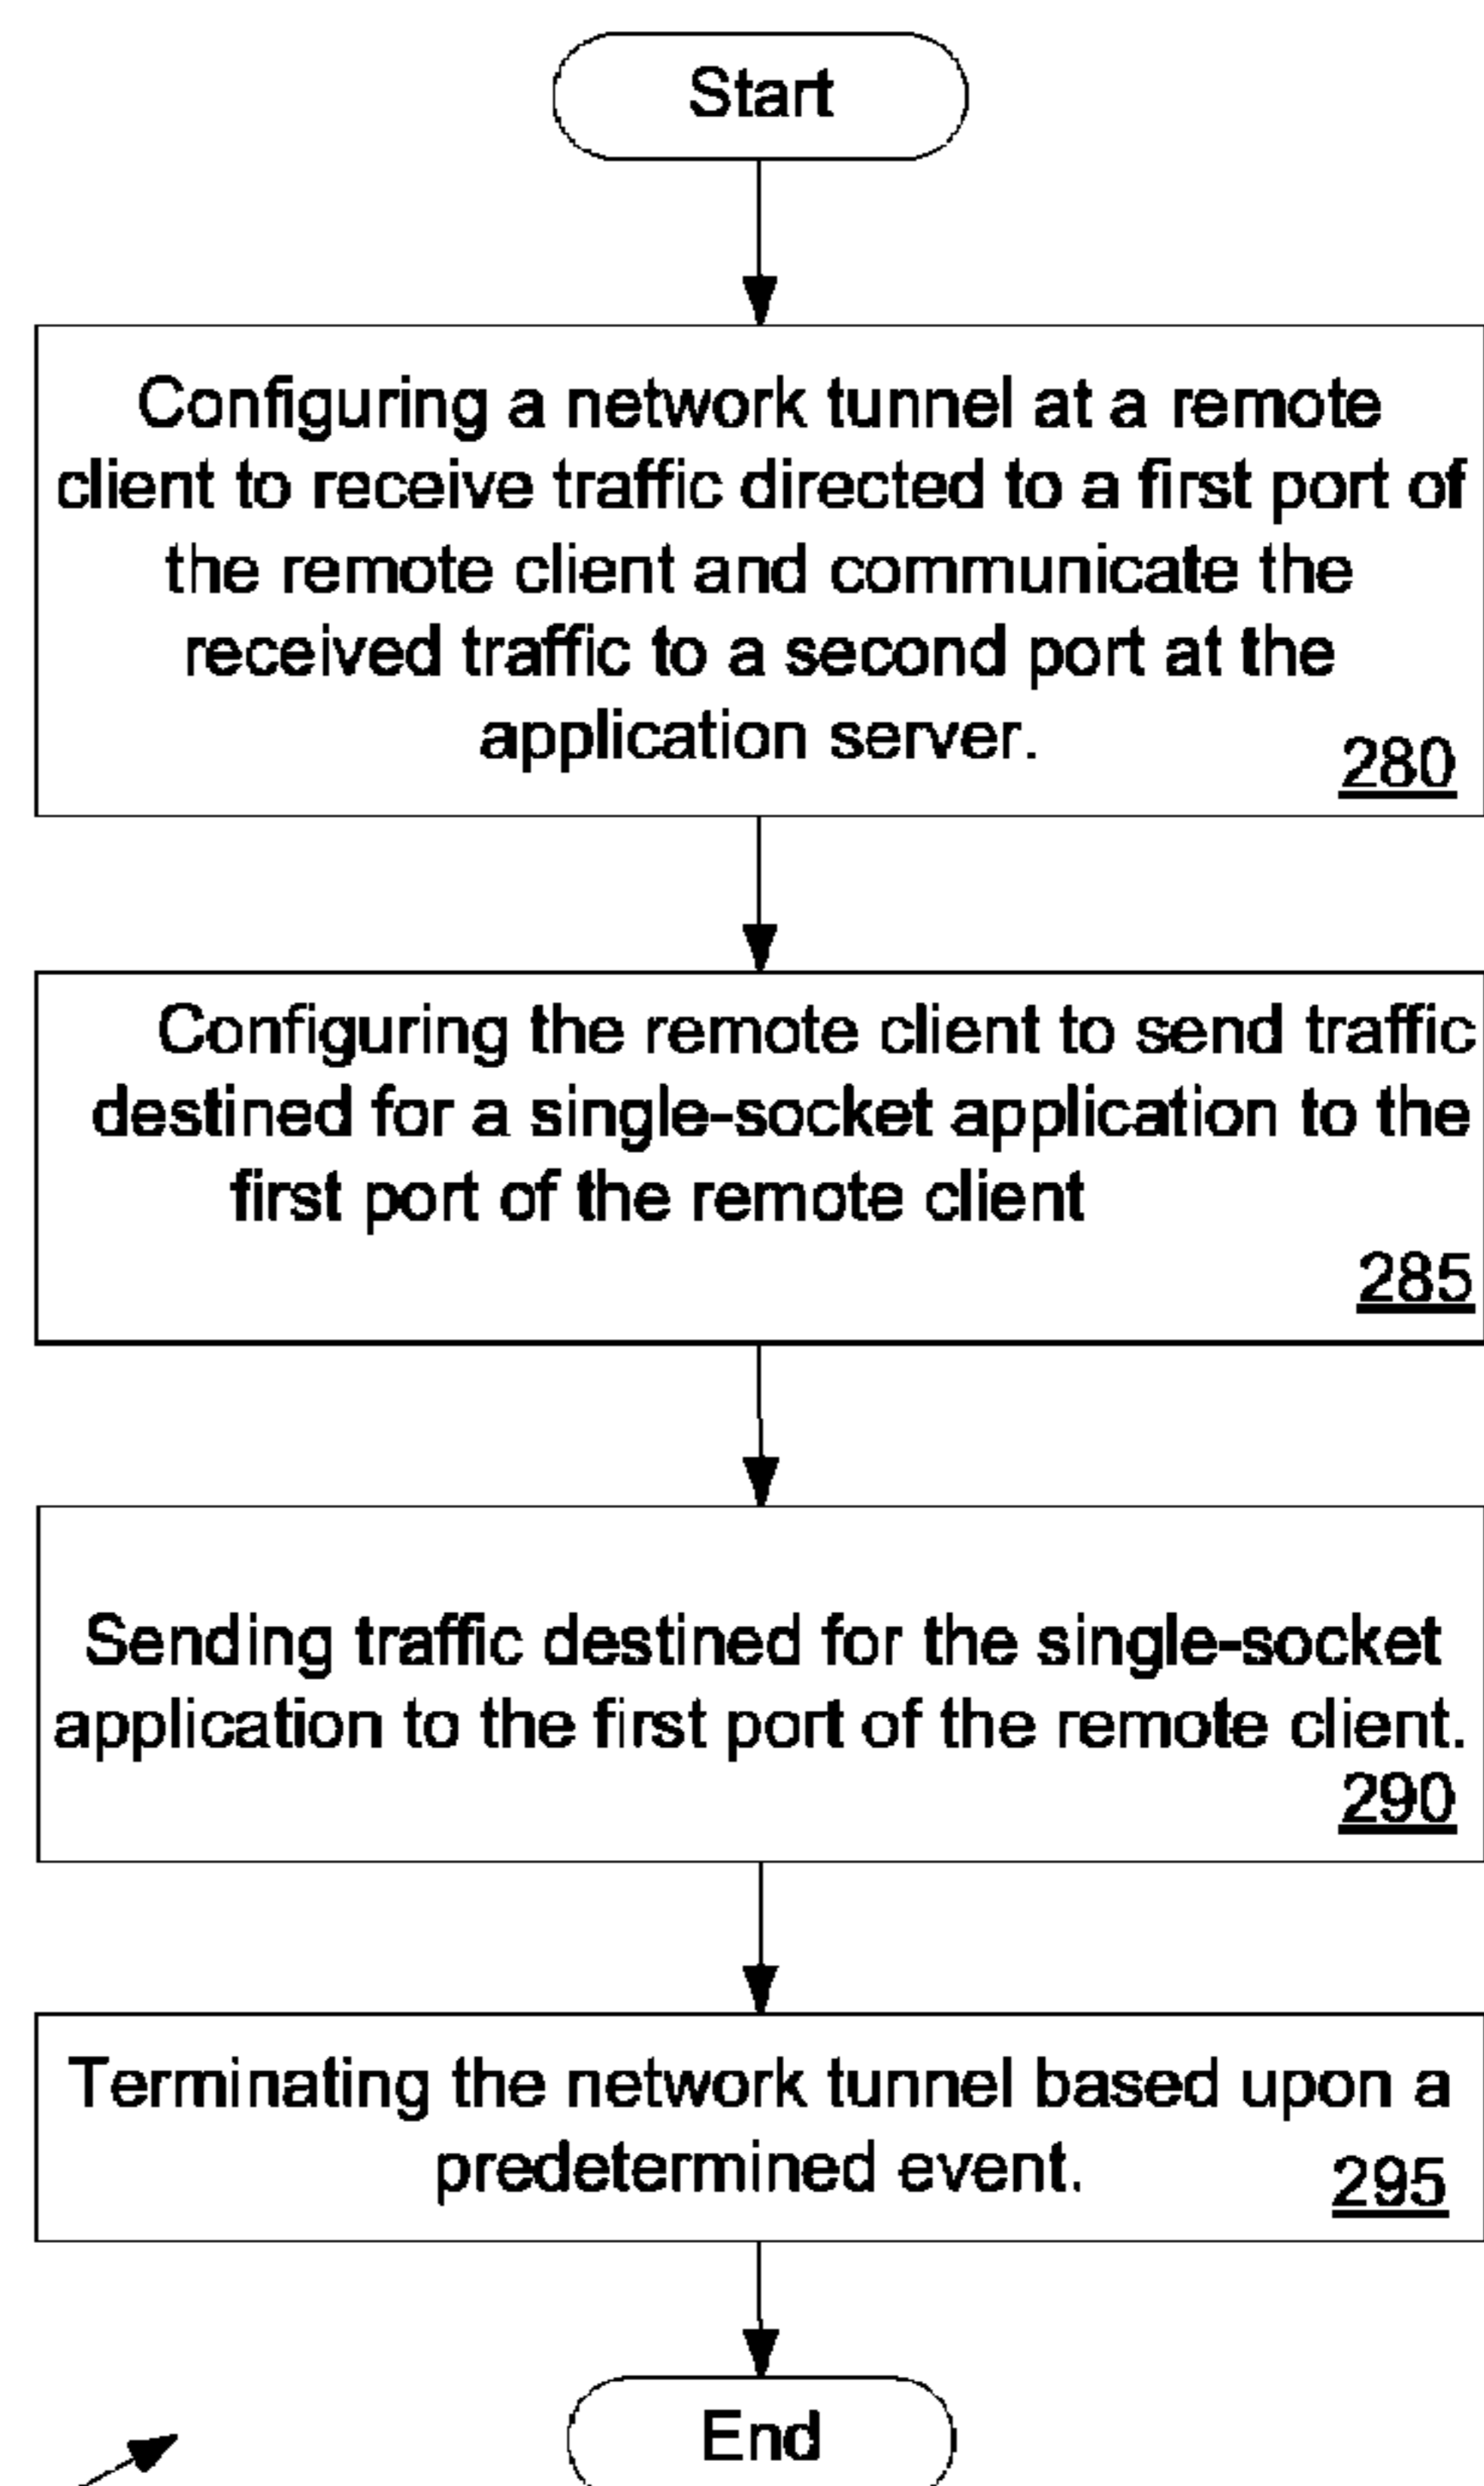 Start
Configuring a network tunnel at a remote
client to receive traffic directed to a first port of
the remote client and communicate the
received traffic to a second port at the
application server.
280
Configuring the remote client to send traffic
destined for a single-socket application to the
first port of the remote client
285
Sending traffic destined for the single-socket
application to the first port of the remote client.
290
Terminating the network tunnel based upon a
predetermined event.
295
End